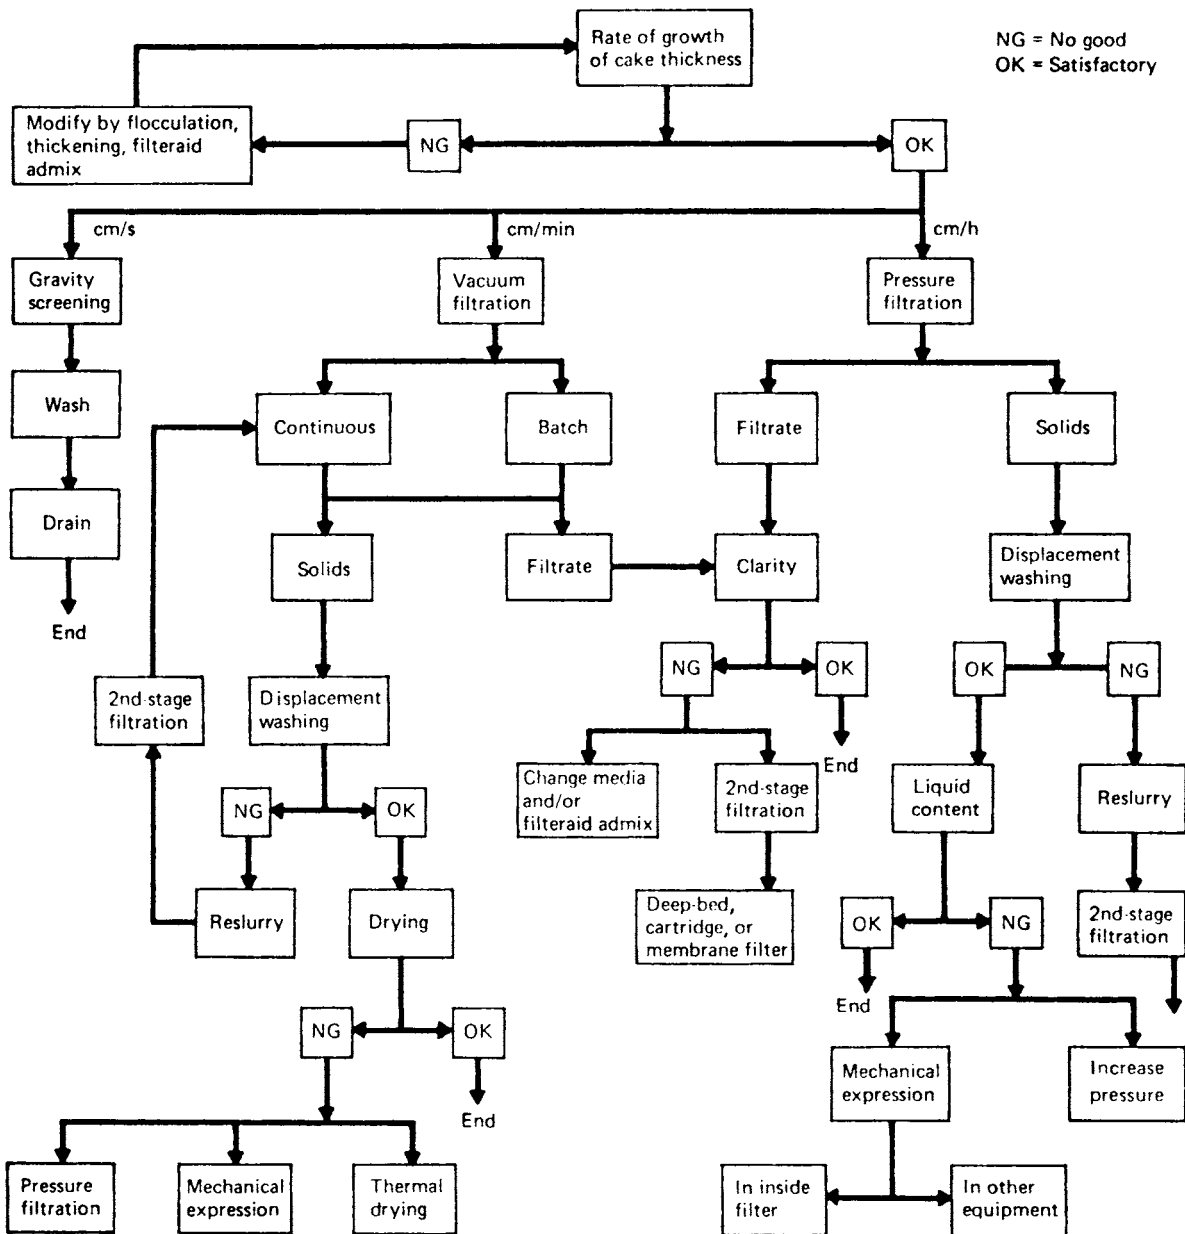 Rate of growth
of cake thickness
NG = No good
OK = Satisfactory
Modify by flocculation,
thickening, filteraid
admix
NG
OK
cm/s
cm/min
cm/h
Gravity
screening
Vacuum
filtration
Pressure
filtration
Wash
Continuous
Batch
Filtrate
Solids
Drain
Solids
Filtrate
Clarity
Displacement
washing
End
2nd-stage
filtration
Displacement
washing
NG
OK
OK
NG
End
Change media
and/or
filteraid admix
2nd-stage
filtration
Liquid
content
Reslurry
NG
OK
Reslurry
Drying
Deep-bed,
cartridge, or
membrane filter
OK
NG
2nd-stage
filtration
End
NG
OK
End
Mechanical
expression
Increase
pressure
Pressure
filtration
Mechanical
expression
Thermal
drying
In inside
filter
In other
equipment